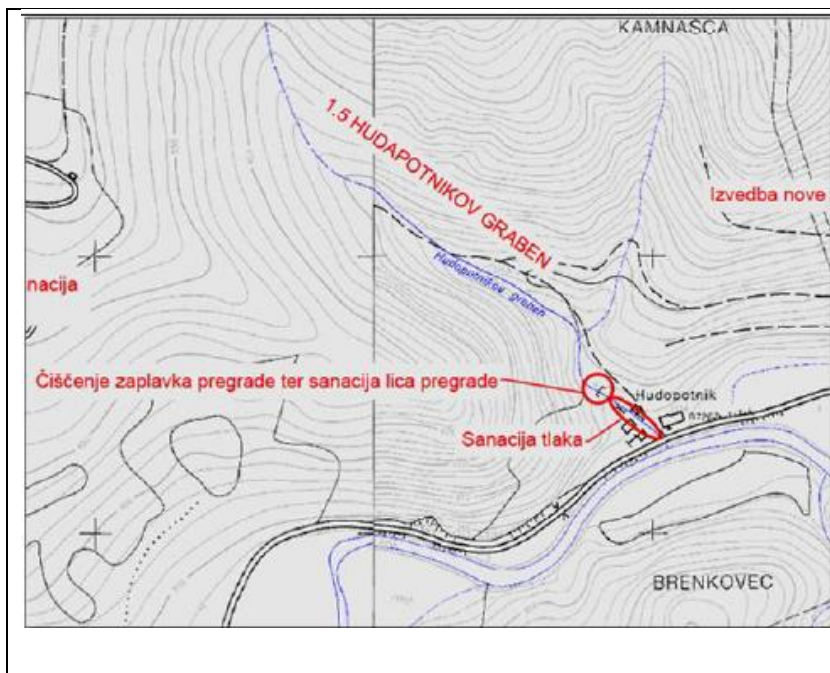 KAMNAŠCA
1.5 HUDAPOTNIKOV GRABEN
Izvedba nove
Hudopotnikov graben
nacija
Čiščenje zaplavka pregrade ter sanacija lica pregrade
Hudopotnik
Sanacija tlaka
BRENKOVEC